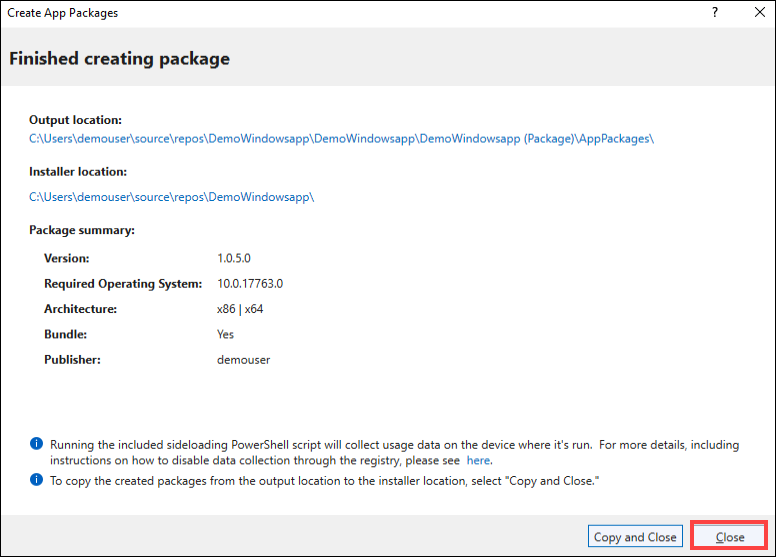 Create App Packages
?
Finished creating package
Output location:
C:\Users\demouser\source\repos\DemoWindowsapp\DemoWindowsapp\DemoWindowsapp (Package)\AppPackages\
Installer location:
C:\Users\demouser\source\repos\DemoWindowsapp\
Package summary:
Version: 1.0.5.0
Required Operating System: 10.0.17763.0
Architecture: x86 | x64
Bundle: Yes
Publisher: demouser
Running the included sideloading PowerShell script will collect usage data on the device where it's run. For more details, including
instructions on how to disable data collection through the registry, please see here.
To copy the created packages from the output location to the installer location, select "Copy and Close."
Copy and Close Close